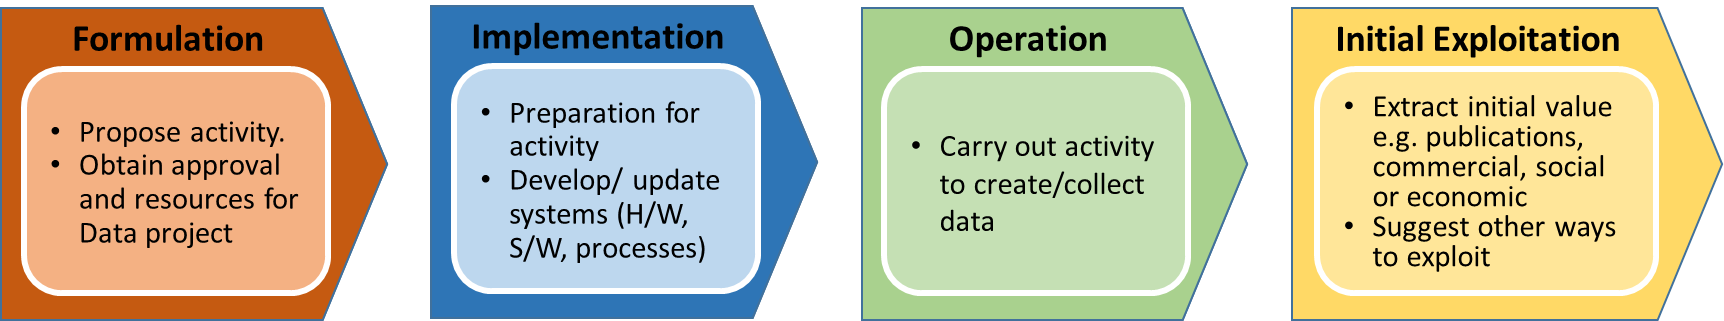 Formulation
• Propose activity.
• Obtain approval
and resources for
Data project
Implementation
• Preparation for
activity
• Develop/ update
systems (H/W,
S/W, processes)
Operation
• Carry out activity
to create/collect
data
Initial Exploitation
• Extract initial value
e.g. publications,
commercial, social
or economic
• Suggest other ways
to exploit